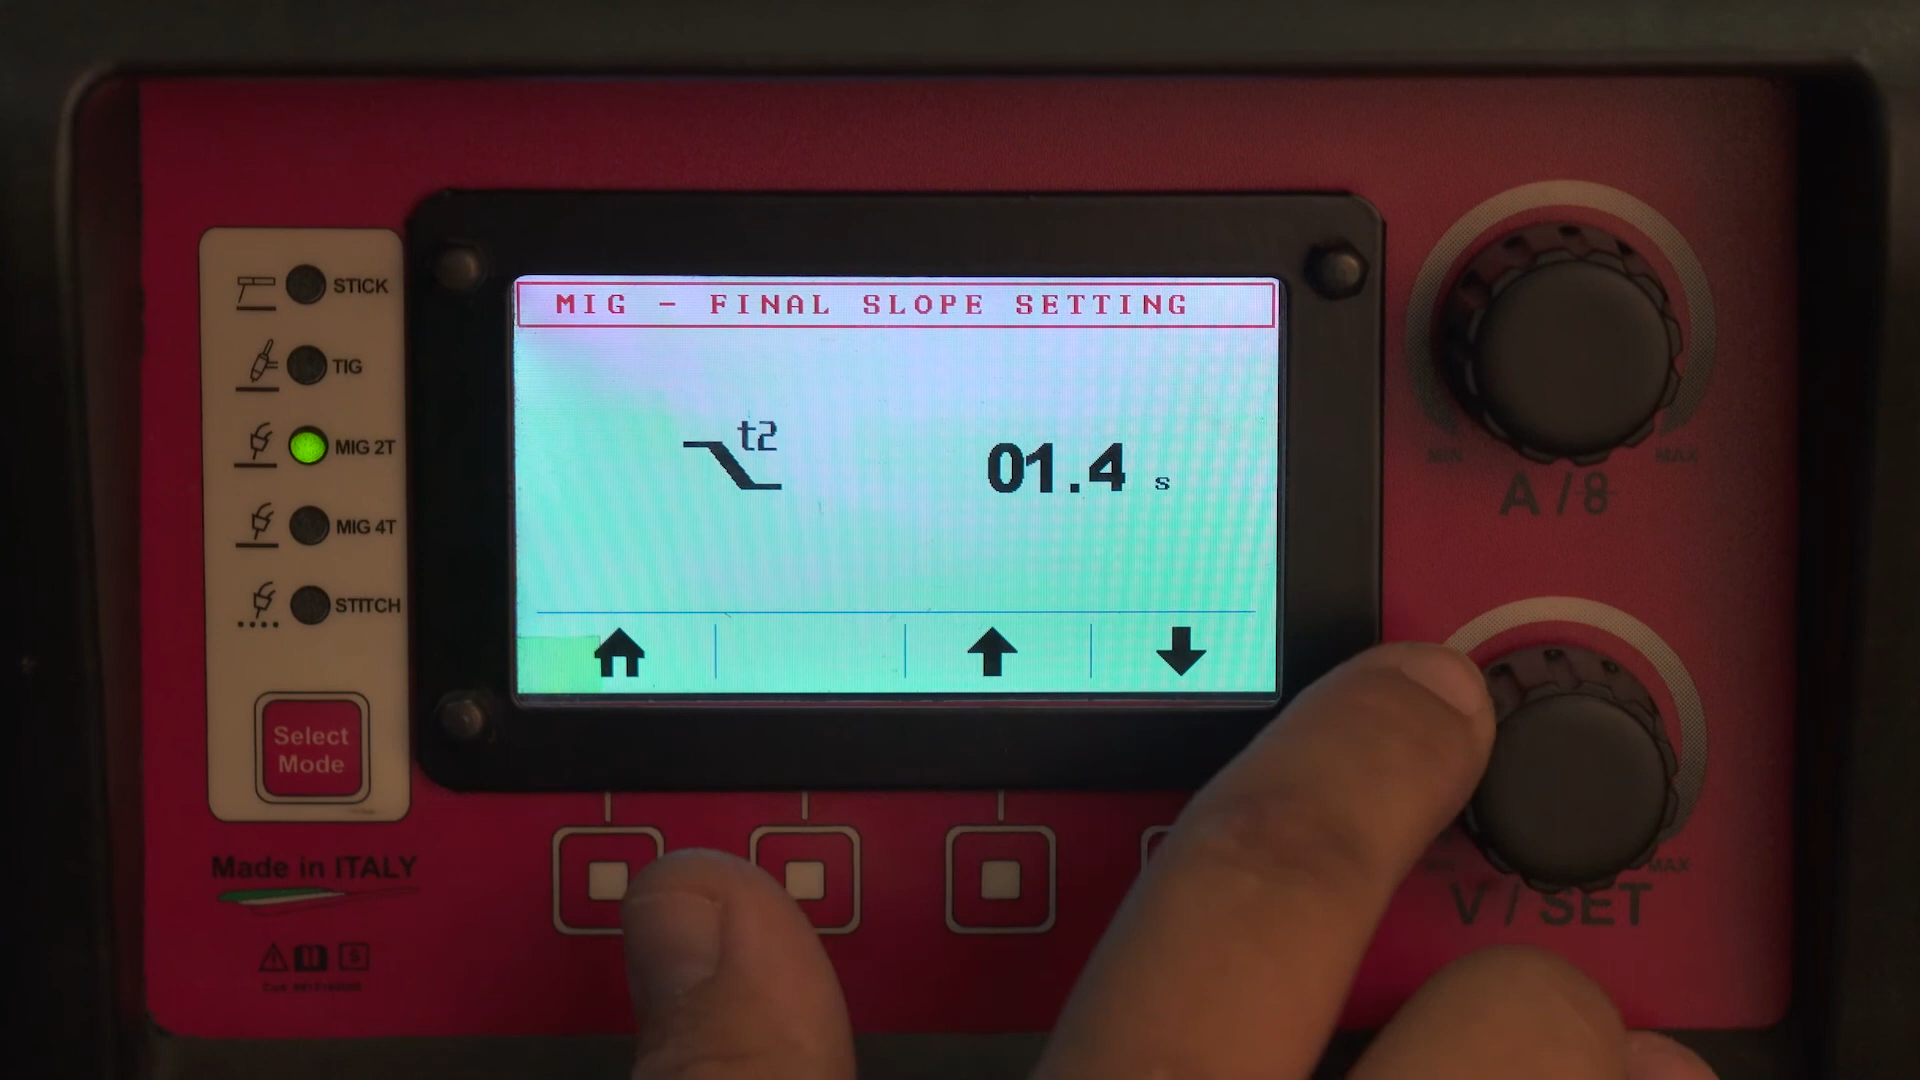 MIG - FINAL SLOPE SETTING
t2
01.4 s
STICK
TIG
MIG 2T
MIG 4T
STITCH
Select
Mode
Made in ITALY
MIN
MAX
A / 8
MAX
V / SET